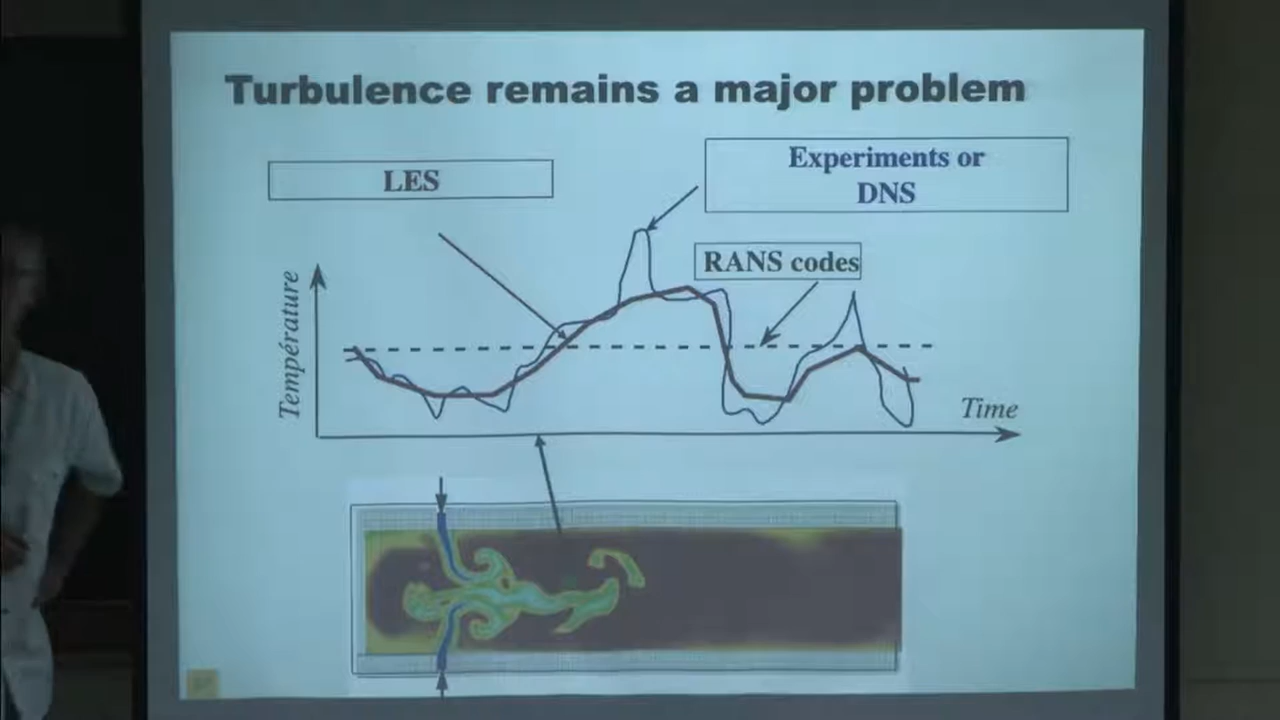 Turbulence remains a major problem
LES
Experiments or
DNS
RANS codes
Température
Time